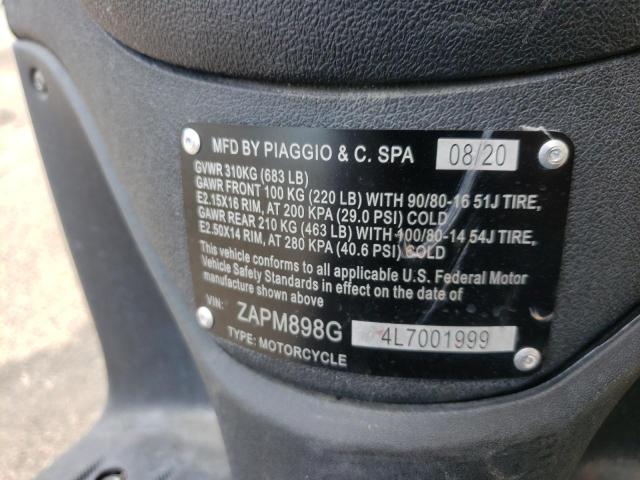 MFD BY PIAGGIO & C. SPA 08/20
GVWR 310KG (683 LB)
GAWR FRONT 100 KG (220 LB) WITH 90/80-16 51J TIRE,
E2.15X16 RIM, AT 200 KPA (29.0 PSI) COLD
GAWR REAR 210 KG (463 LB) WITH 100/80-14 54J TIRE,
E2.50X14 RIM, AT 280 KPA (40.6 PSI) COLD
This vehicle conforms to all applicable U.S. Federal Motor
Vehicle Safety Standards in effect on the date of
manufacture shown above
VIN: ZAPM898G 4L7001999
TYPE: MOTORCYCLE